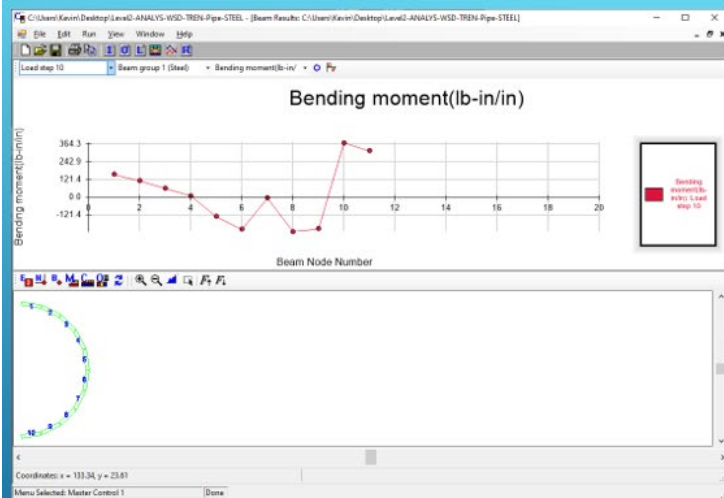 C:\Users\Kevin\Desktop\Level2-ANALYS-WSD-TREN-Pipe-STEEL - [Beam Results: C:\Users\Kevin\Desktop\Level2-ANALYS-WSD-TREN-Pipe-STEEL]
File Edit Run View Window Help
Load step 10 Beam group 1 (Steel) Bending moment(lb-in/
Bending moment(lb-in/in)
Bending moment(lb-in/in)
364.3
242.9
121.4
0.0
-121.4
0 2 4 6 8 10 12 14 16 18 20
Beam Node Number
Bending
moment(lb-
in/in). Load
step 10
1
2
3
4
5
6
7
8
9
10
Coordinates: x = 133.34, y = 23.61
Menu Selected: Master Control 1 Done